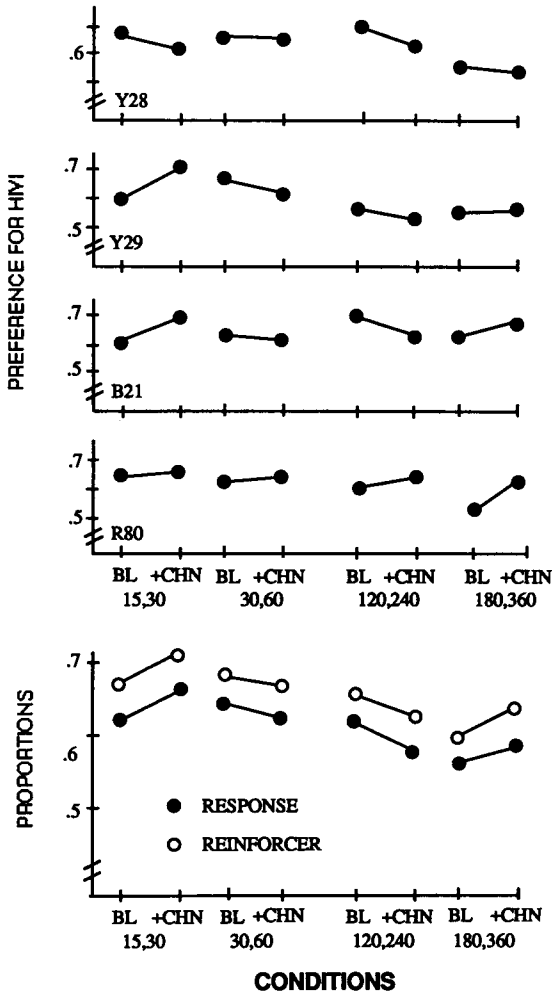 .6
Y28
.7
.5
Y29
.7
.5
B21
.7
.5
R80
PREFERENCE FOR HIVI
BL +CHN BL +CHN BL +CHN BL +CHN
15,30 30,60 120,240 180,360
.7
.6
.5
PROPORTIONS
RESPONSE
REINFORCER
BL +CHN BL +CHN BL +CHN BL +CHN
15,30 30,60 120,240 180,360
CONDITIONS